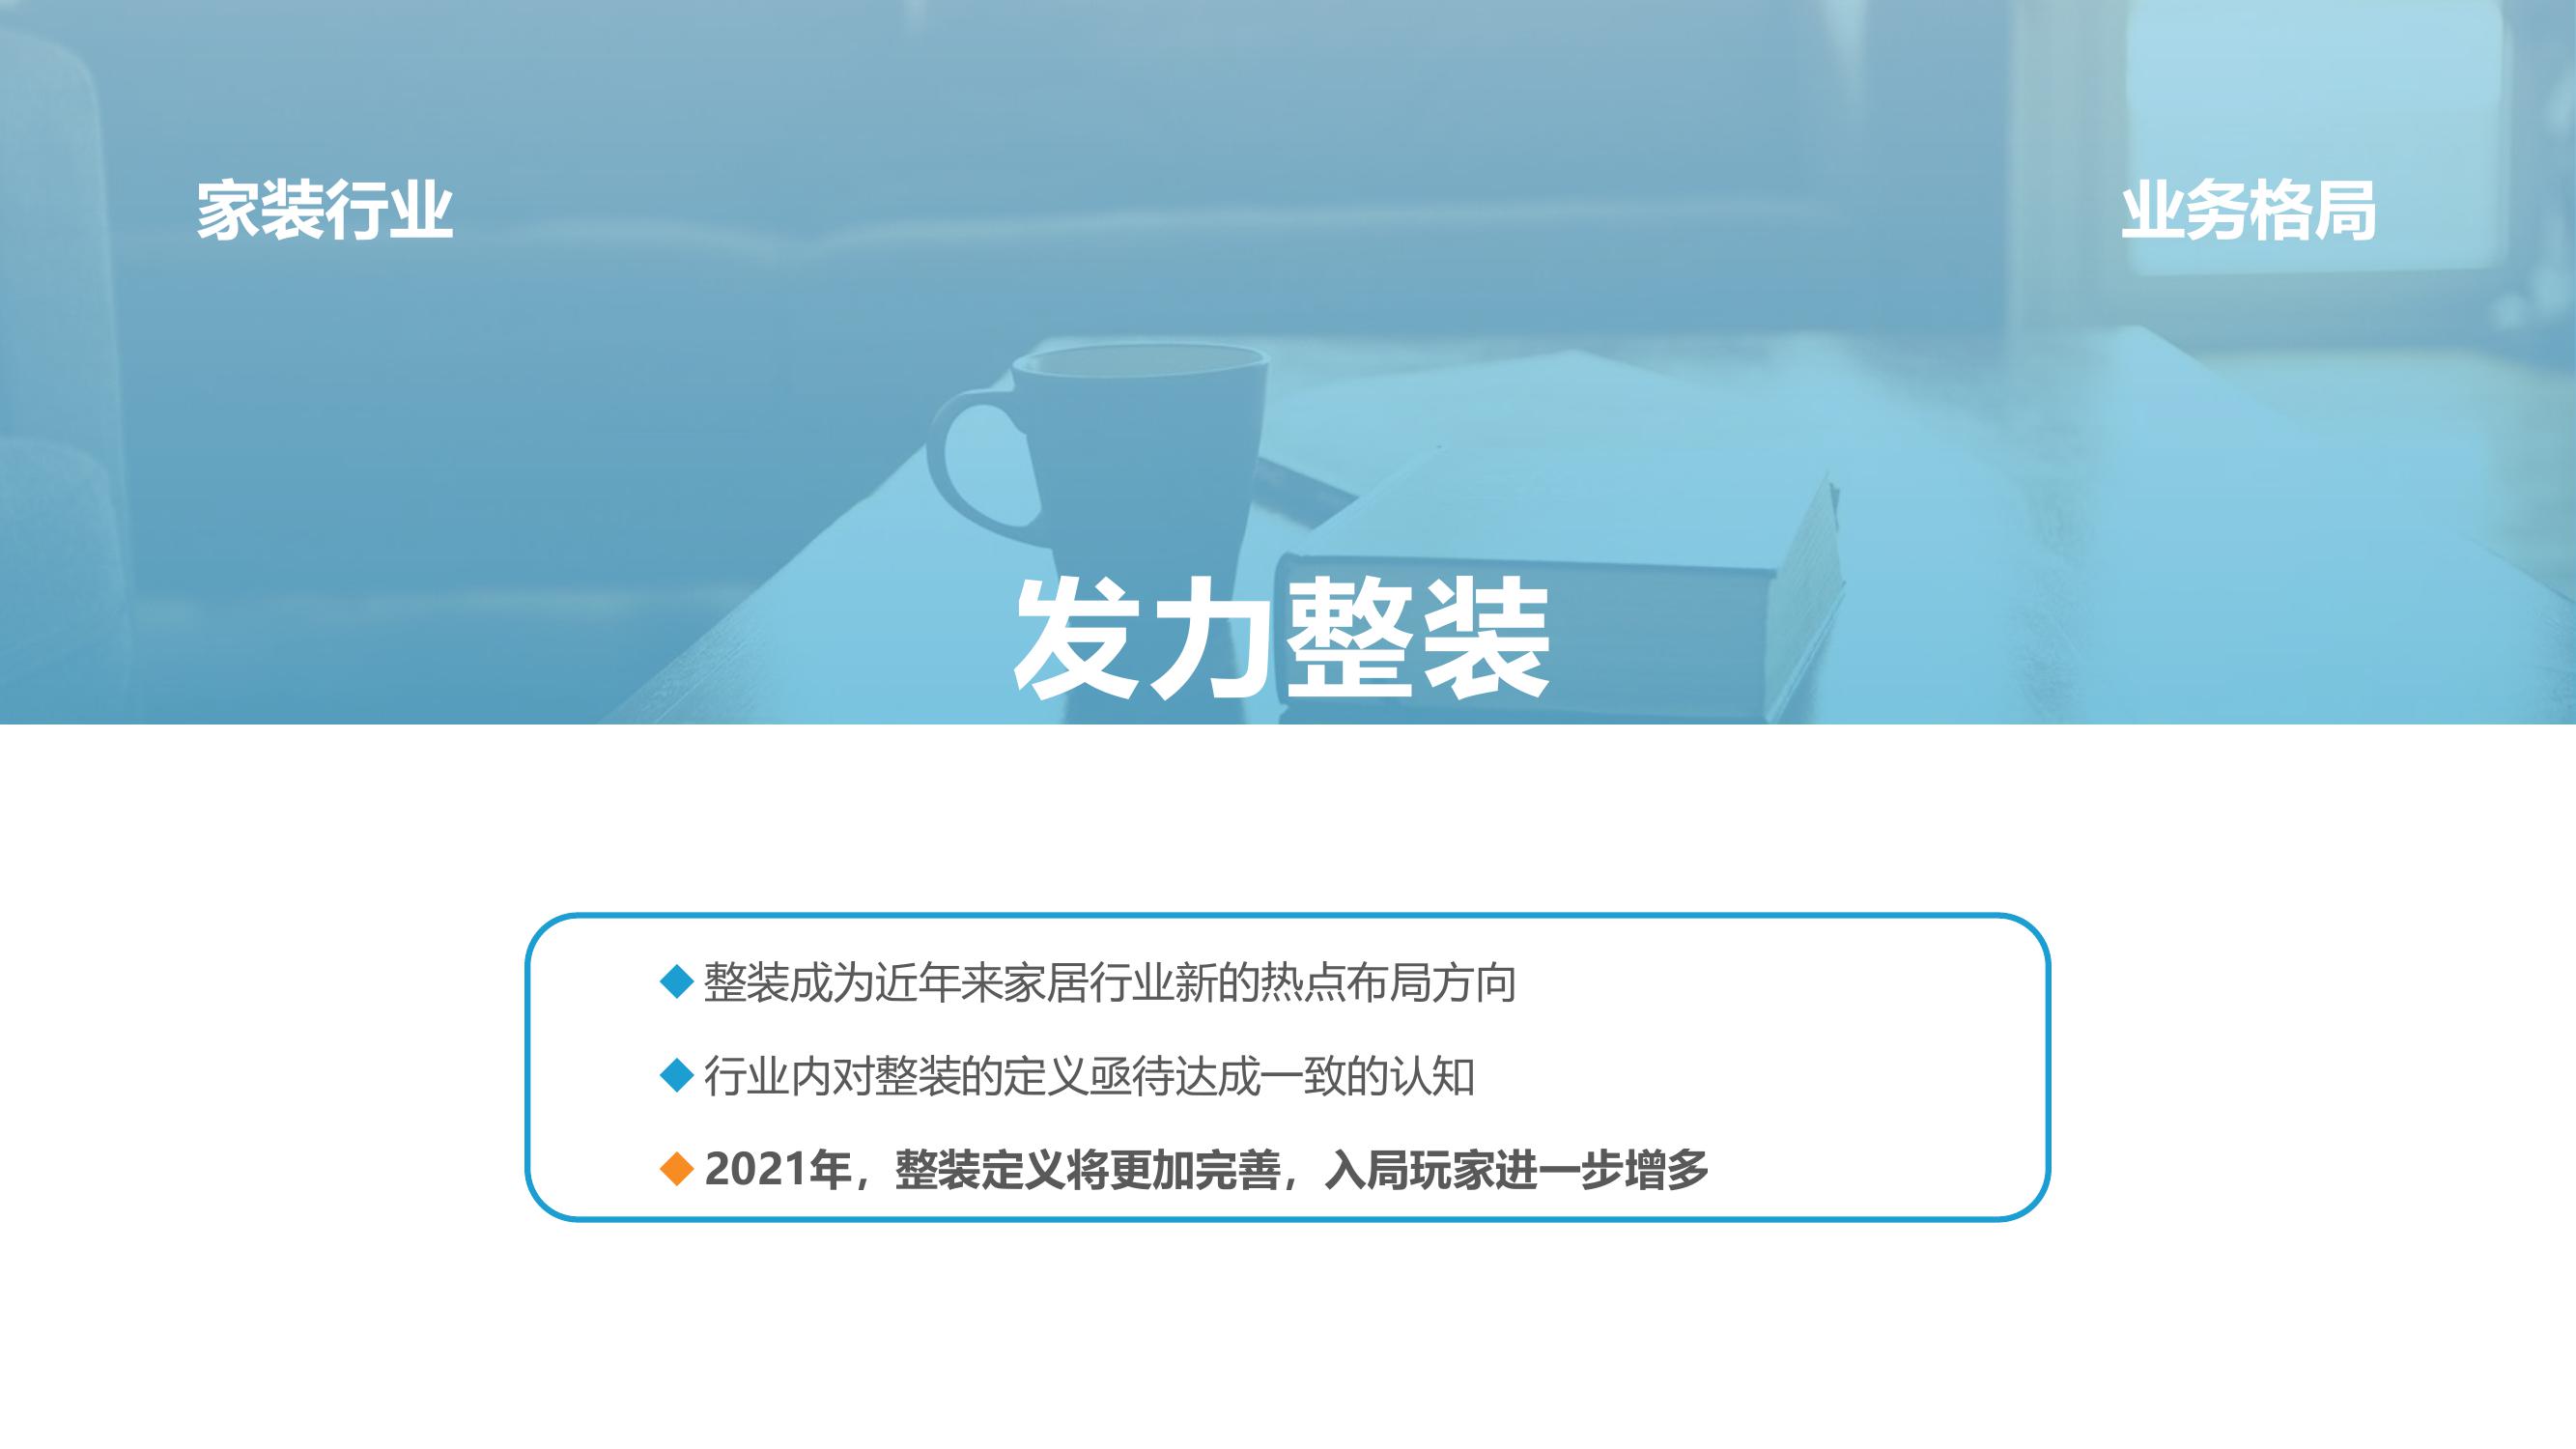 家装行业
业务格局
发力整装
整装成为近年来家居行业新的热点布局方向
行业内对整装的定义亟待达成一致的认知
2021年，整装定义将更加完善，入局玩家进一步增多